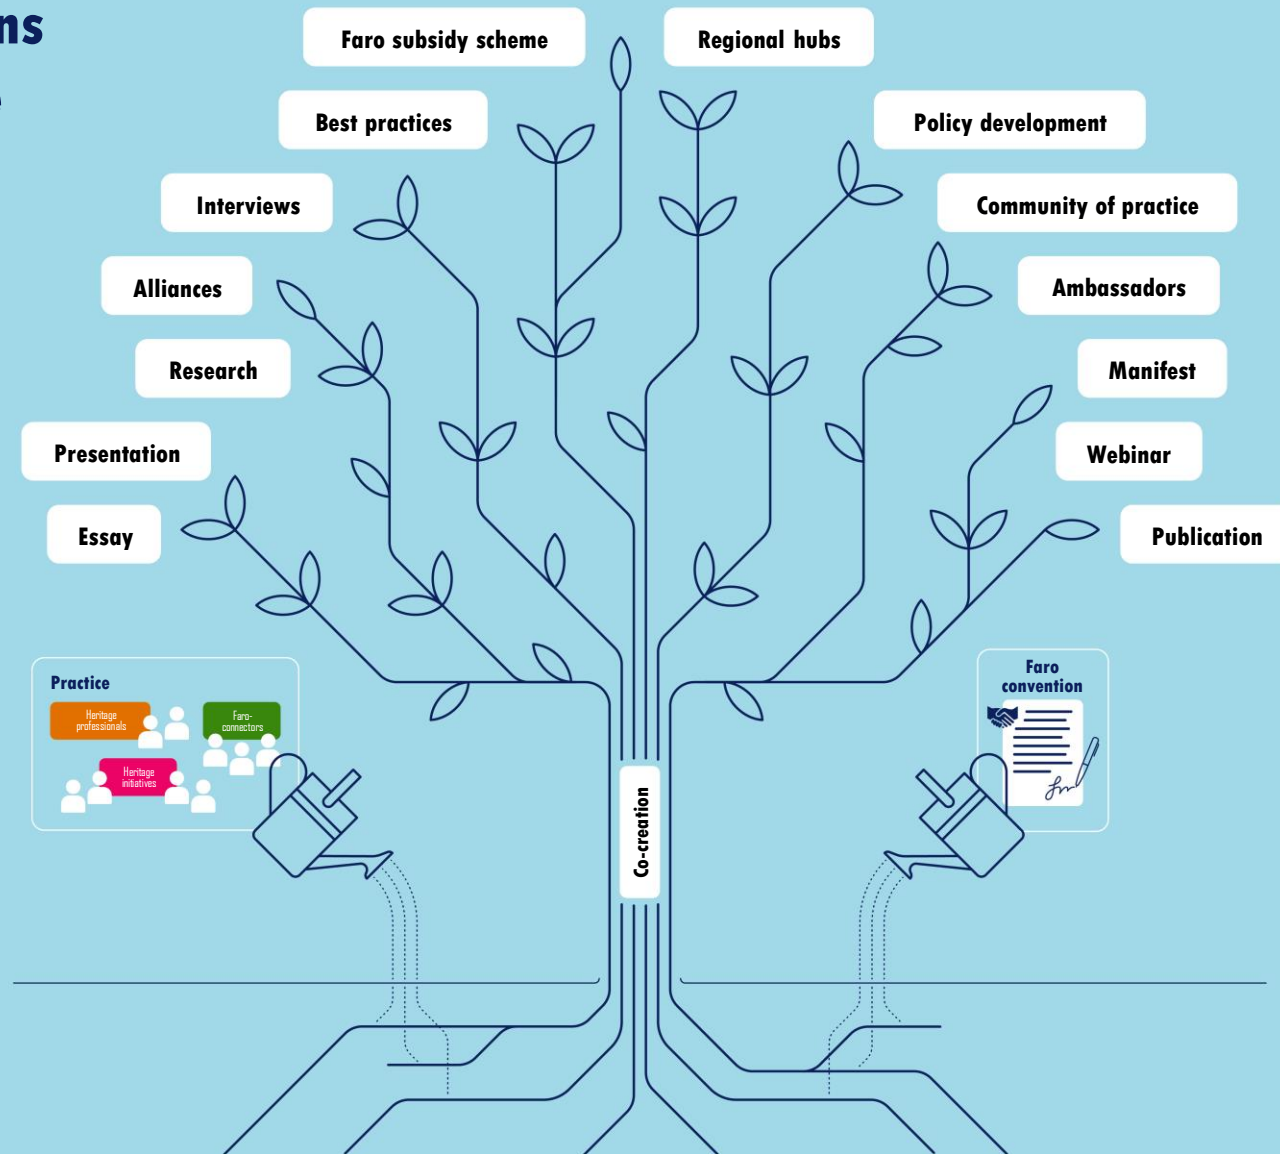 Faro subsidy scheme
Regional hubs
Best practices
Policy development
Interviews
Community of practice
Alliances
Ambassadors
Research
Manifest
Presentation
Webinar
Essay
Publication
Practice
Heritage
professionals
Faro-
connectors
Heritage
initiatives
Faro
convention
Co-creation